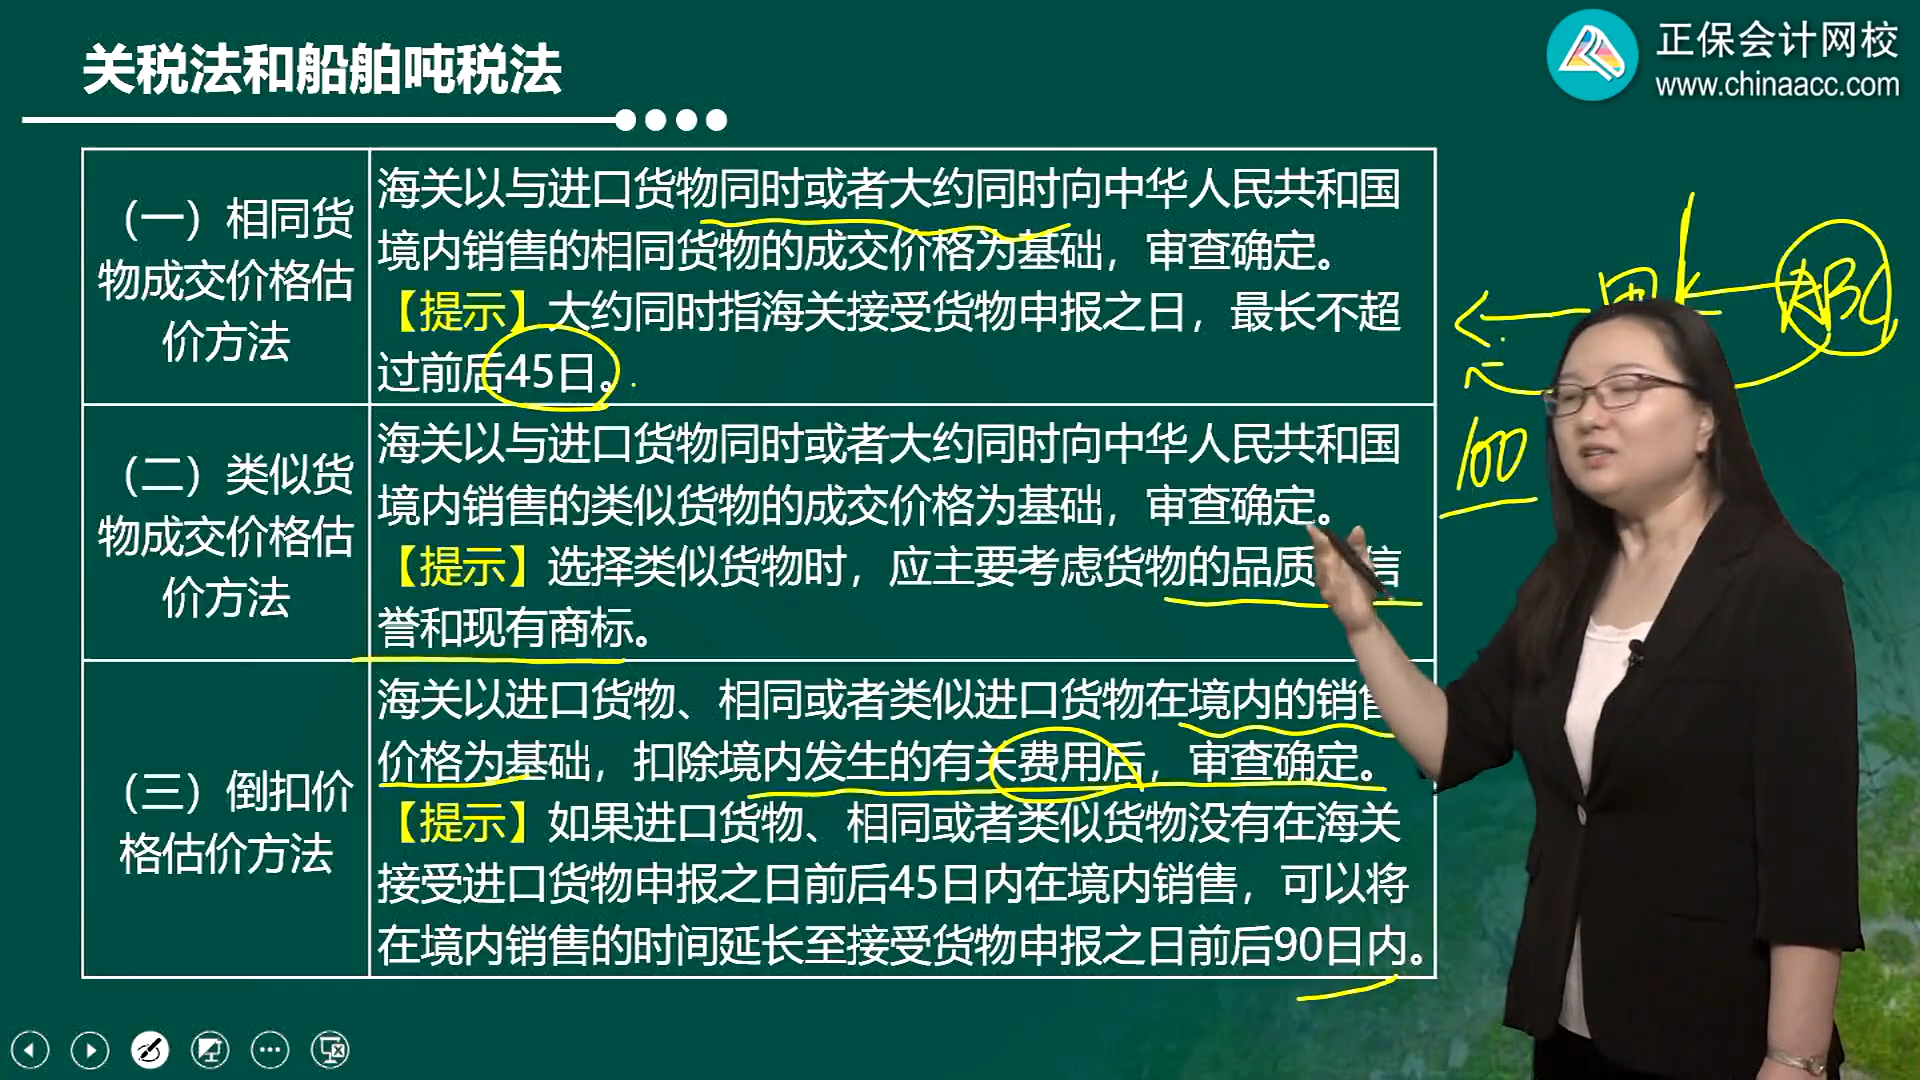 关税法和船舶吨税法
正保会计网校
www.chinaacc.com
（一）相同货
物成交价格估
价方法
海关以与进口货物同时或者大约同时向中华人民共和国
境内销售的相同货物的成交价格为基础，审查确定。
【提示】大约同时指海关接受货物申报之日，最长不超
过前后45日。
（二）类似货
物成交价格估
价方法
海关以与进口货物同时或者大约同时向中华人民共和国
境内销售的类似货物的成交价格为基础，审查确定。
【提示】选择类似货物时，应主要考虑货物的品质 信
誉和现有商标。
（三）倒扣价
格估价方法
海关以进口货物、相同或者类似进口货物在境内的销售
价格为基础，扣除境内发生的有关费用后，审查确定。
【提示】如果进口货物、相同或者类似货物没有在海关
接受进口货物申报之日前后45日内在境内销售，可以将
在境内销售的时间延长至接受货物申报之日前后90日内。
ABC
100